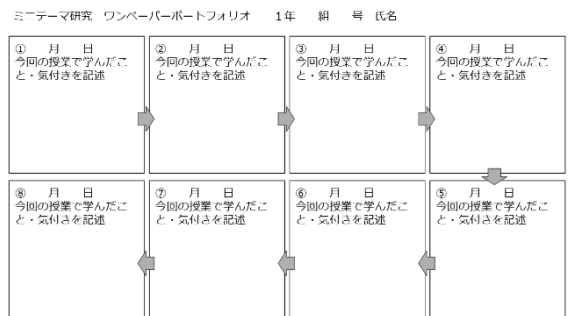 ミニテーマ研究 ワンペーパーポートフォリオ 1年 組 号 氏名
① 月 日
今回の授業で学んだこ
と・気付きを記述
② 月 日
今回の授業で学んだこ
と・気付きを記述
③ 月 日
今回の授業で学んだこ
と・気付きを記述
④ 月 日
今回の授業で学んだこ
と・気付きを記述
⑤ 月 日
今回の授業で学んだこ
と・気付きを記述
⑥ 月 日
今回の授業で学んだこ
と・気付きを記述
⑦ 月 日
今回の授業で学んだこ
と・気付きを記述
⑧ 月 日
今回の授業で学んだこ
と・気付きを記述